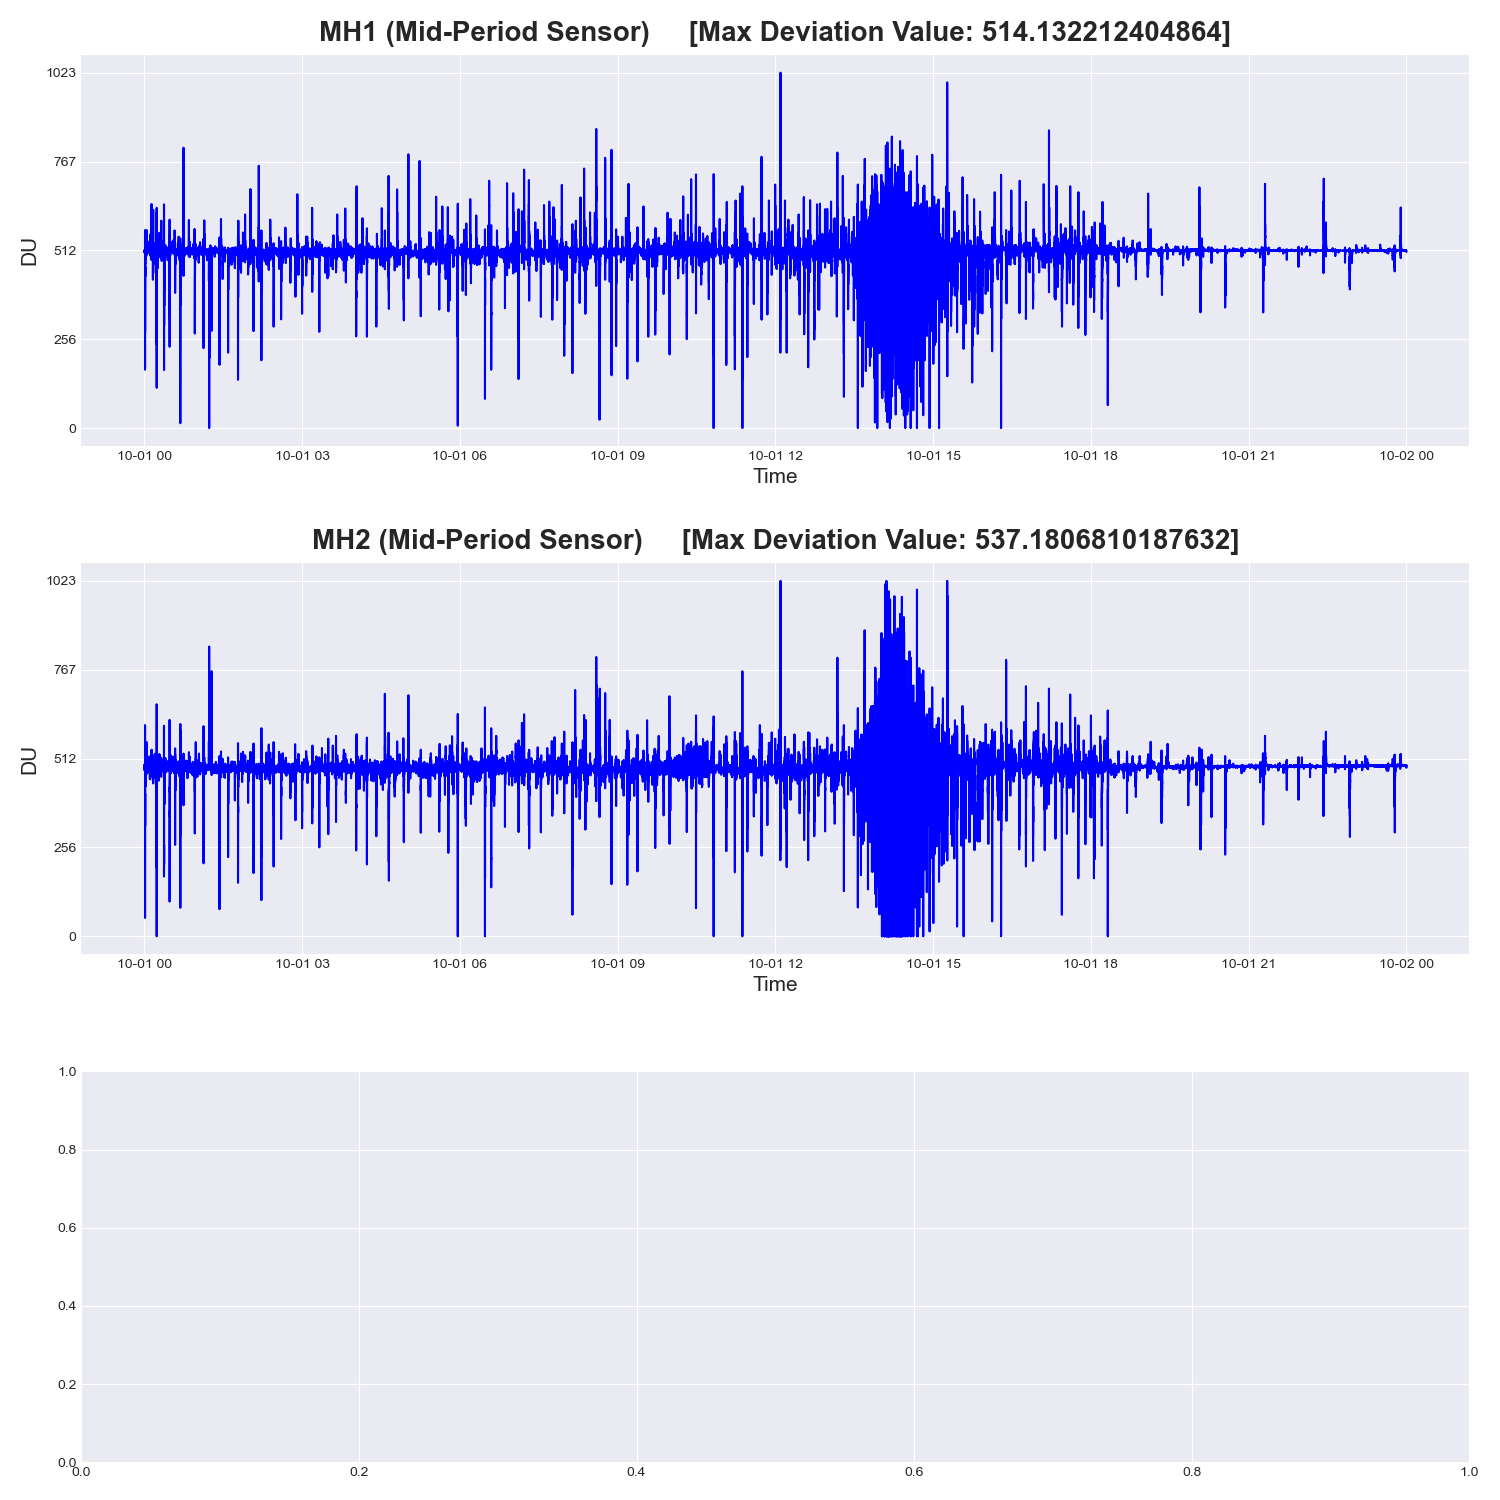 MH1 (Mid-Period Sensor) [Max Deviation Value: 514.132212404864]
1023
767
512
256
0
DU
10-01 00 10-01 03 10-01 06 10-01 09 10-01 12 10-01 15 10-01 18 10-01 21 10-02 00
Time
MH2 (Mid-Period Sensor) [Max Deviation Value: 537.1806810187632]
1023
767
512
256
0
DU
10-01 00 10-01 03 10-01 06 10-01 09 10-01 12 10-01 15 10-01 18 10-01 21 10-02 00
Time
1.0
0.8
0.6
0.4
0.2
0.0
0.0 0.2 0.4 0.6 0.8 1.0